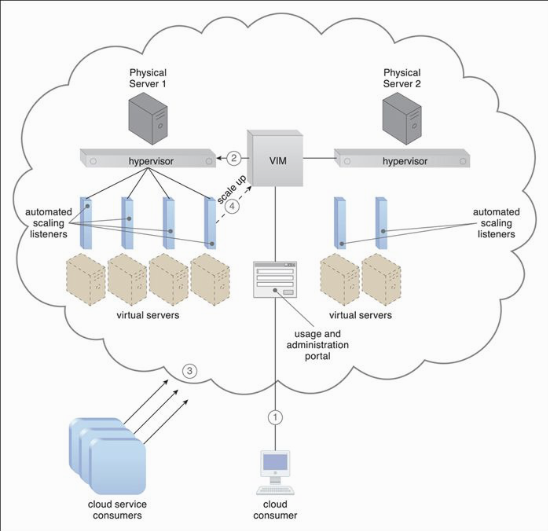 Physical
Server 1
Physical
Server 2
hypervisor
2
VIM
hypervisor
scale up
4
automated
scaling
listeners
automated
scaling
listeners
virtual servers
virtual servers
usage and
administration
portal
3
1
cloud service
consumers
cloud
consumer